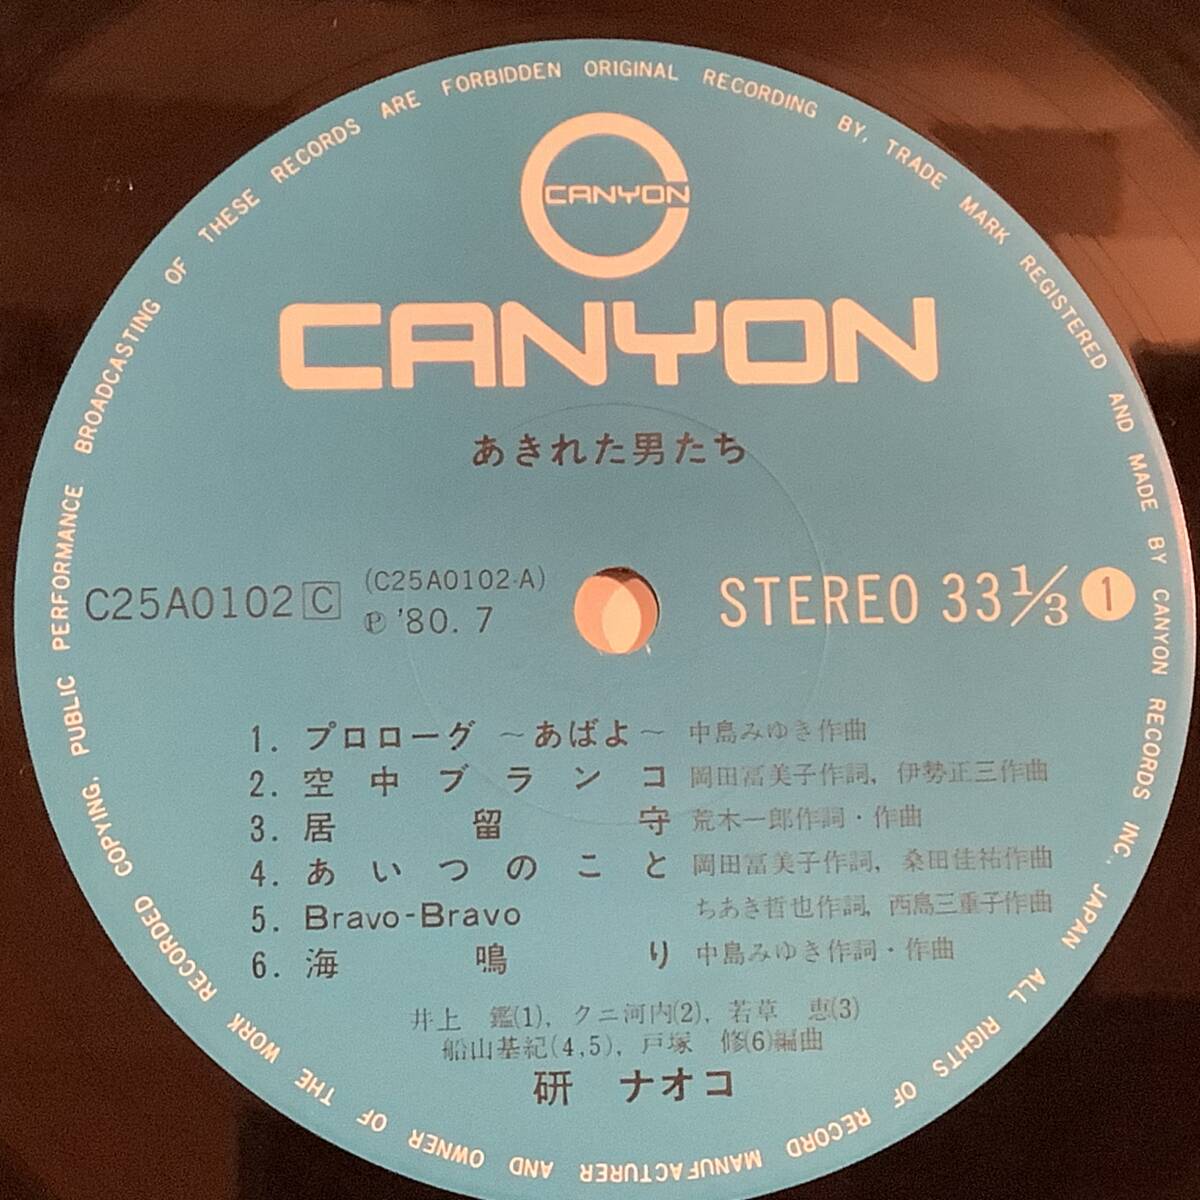 CANYON
CANYON
あきれた男たち
C25A0102 C
(C25A0102-A)
℗ '80. 7
STEREO 33 1/3 1
1. プロローグ ～あばよ～ 中島みゆき作曲
2. 空中ブランコ 岡田冨美子作詞, 伊勢正三作曲
3. 居留守 荒木一郎作詞・作曲
4. あいつのこと 岡田冨美子作詞, 桑田佳祐作曲
5. Bravo-Bravo ちあき哲也作詞, 西島三重子作曲
6. 海鳴り 中島みゆき作詞・作曲
井上 鑑(1), クニ河内(2), 若草 恵(3)
船山基紀(4,5), 戸塚 修(6)編曲
研 ナオコ
ORIGINAL RECORDING BY, TRADE MARK REGISTERED AND MADE BY CANYON RECORDS INC. JAPAN ALL RIGHTS OF RECORD MANUFACTURER AND OWNER OF THE WORK RECORDED COPYING, PUBLIC PERFORMANCE BROADCASTING OF THESE RECORDS ARE FORBIDDEN